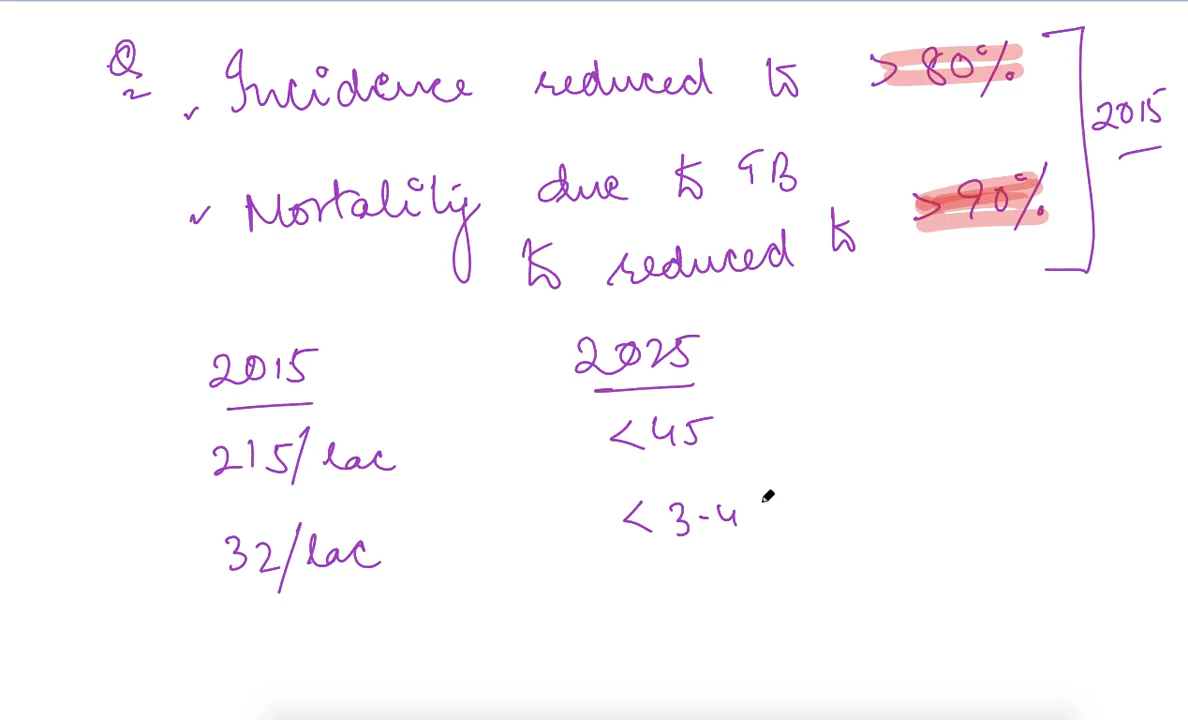 Q Incidence reduced to >80% 2015
Mortality due to TB
to reduced to >90%
2015 2025
215/lac <45
32/lac <3-4